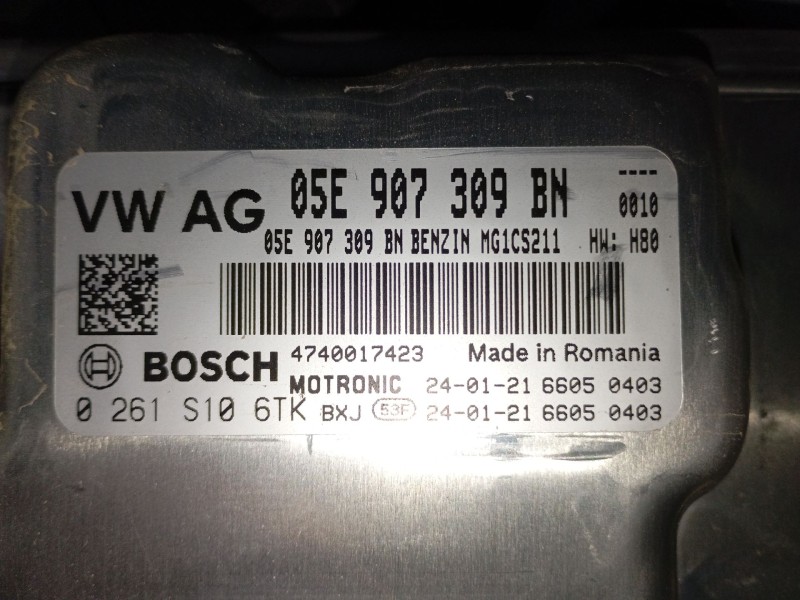 VW AG 05E 907 309 BN ----
0010
05E 907 309 BN BENZIN MG1CS211 HW: H80
BOSCH 4740017423 Made in Romania
MOTRONIC 24-01-21 6605 0403
0 261 S10 6TK BXJ 53F 24-01-21 6605 0403